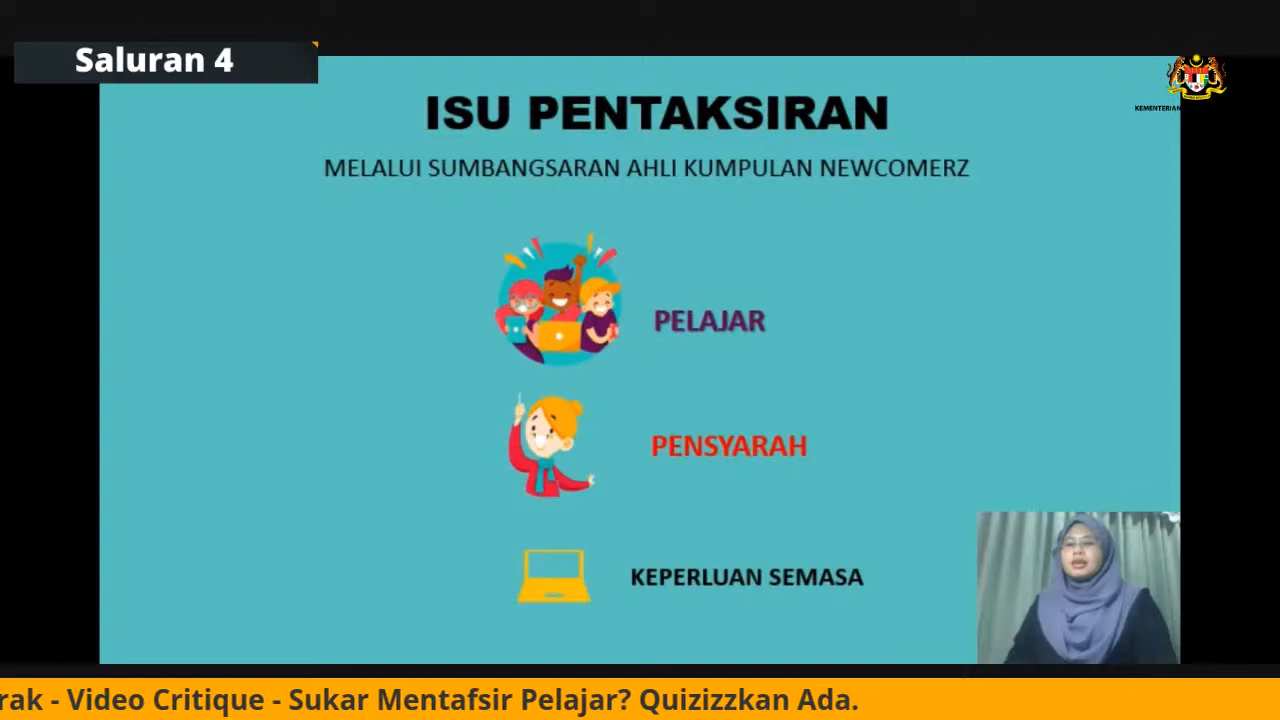 Saluran 4
KEMENTERIAN
ISU PENTAKSIRAN
MELALUI SUMBANGSARAN AHLI KUMPULAN NEWCOMERZ
PELAJAR
PENSYARAH
KEPERLUAN SEMASA
rak - Video Critique - Sukar Mentafsir Pelajar? Quizizzkan Ada.